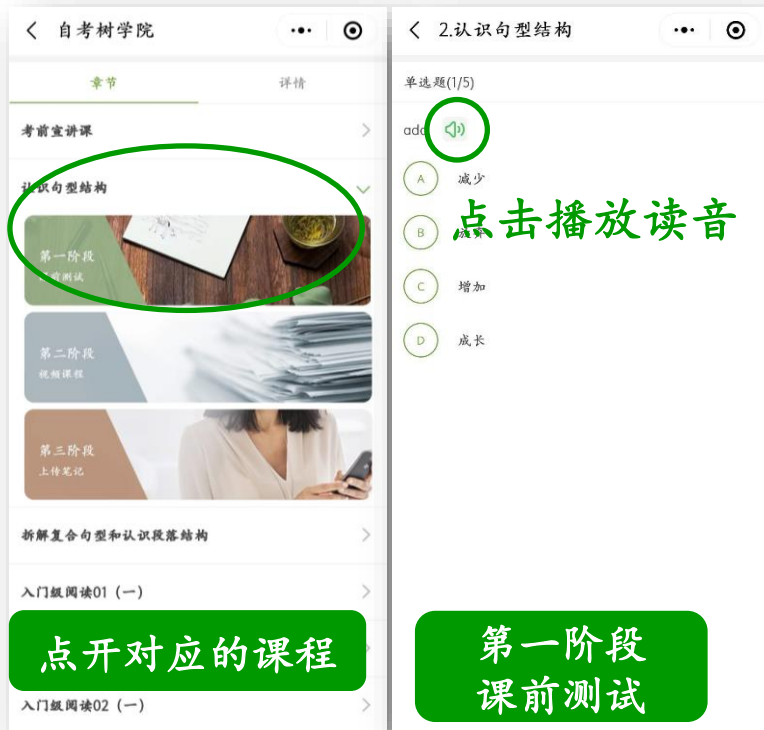 自考树学院
章节
详情
考前宣讲课
认识句型结构
第一阶段
课前测试
第二阶段
视频课程
第三阶段
上传笔记
拆解复合句型和认识段落结构
入门级阅读01（一）
点开对应的课程
入门级阅读02（一）
2.认识句型结构
单选题(1/5)
add
A 减少
点击播放读音
B
C 增加
D 成长
第一阶段
课前测试